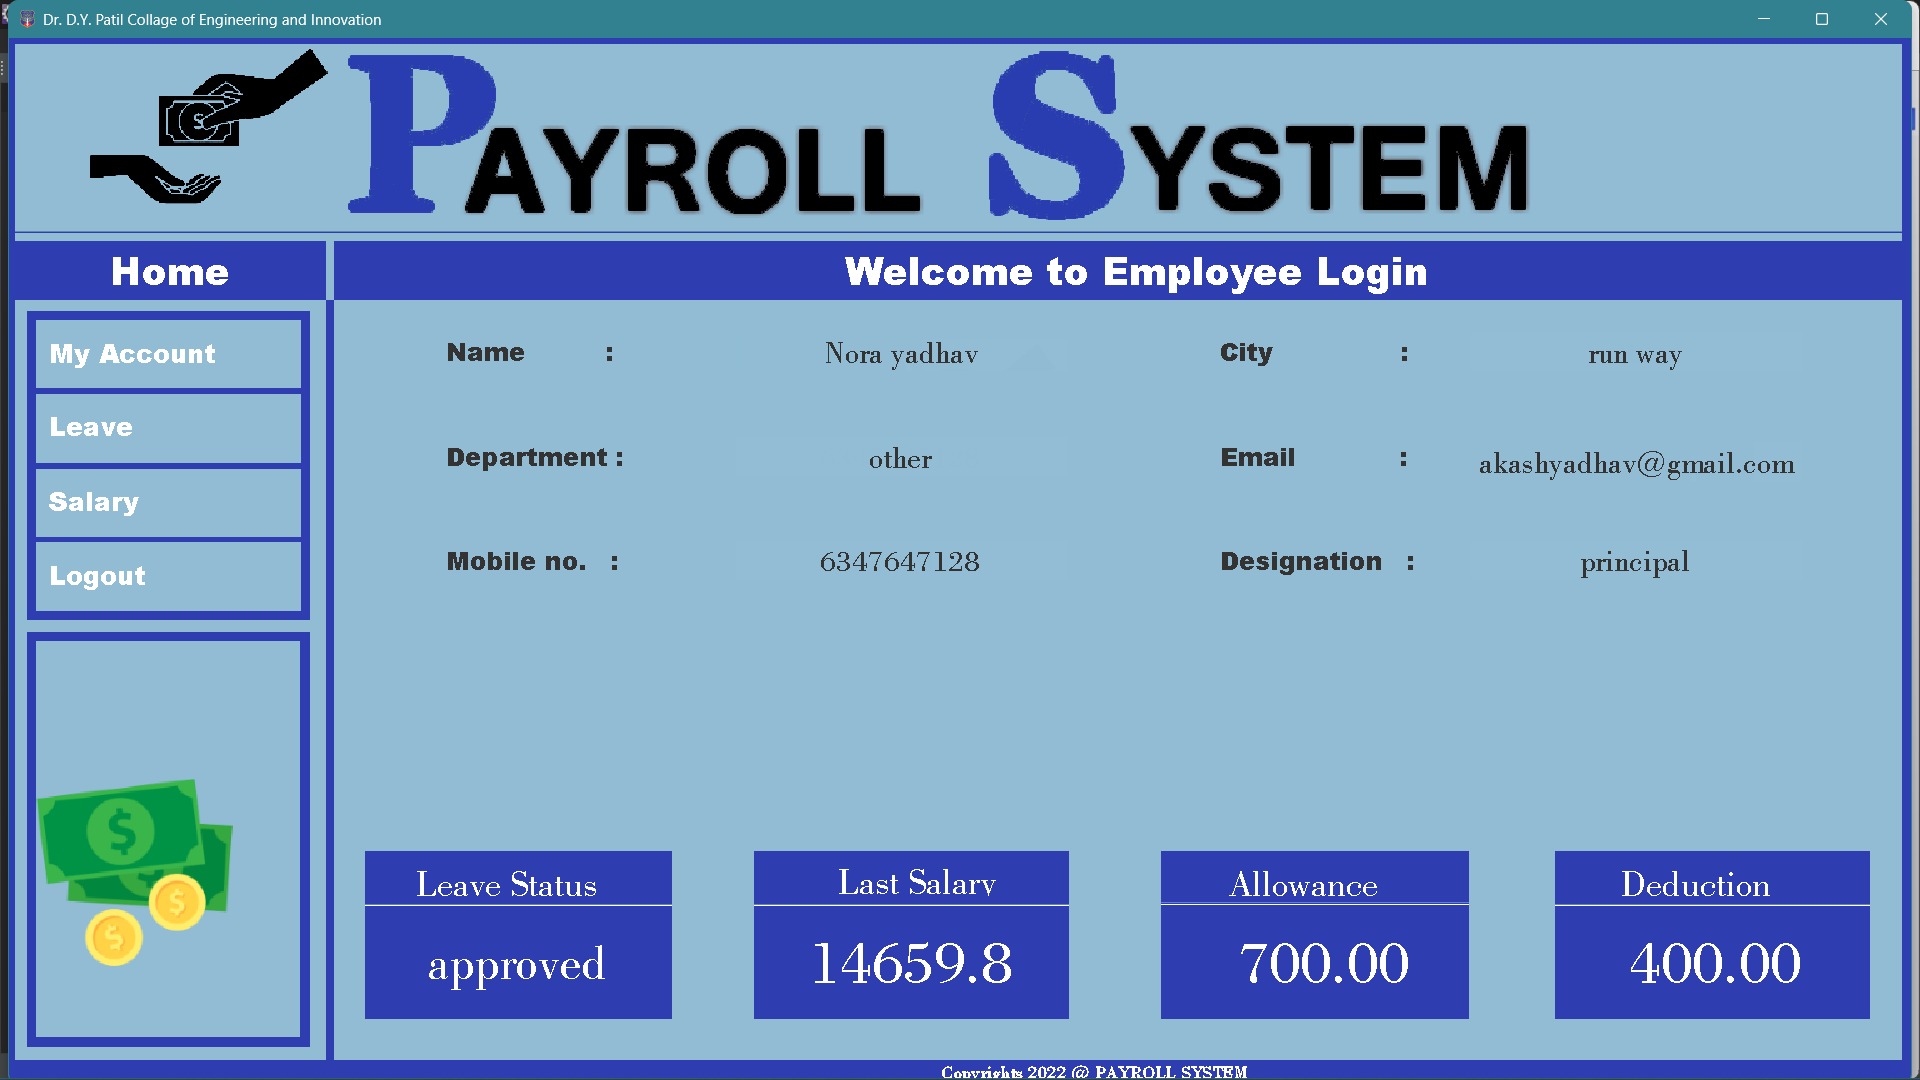 Dr. D.Y. Patil Collage of Engineering and Innovation
PAYROLL SYSTEM
Home
Welcome to Employee Login
My Account
Leave
Salary
Logout
Name : Nora yadhav City : run way
Department : other Email : akashyadhav@gmail.com
Mobile no. : 6347647128 Designation : principal
Leave Status Last Salary Allowance Deduction
approved 14659.8 700.00 400.00
Copyrights 2022 @ PAYROLL SYSTEM